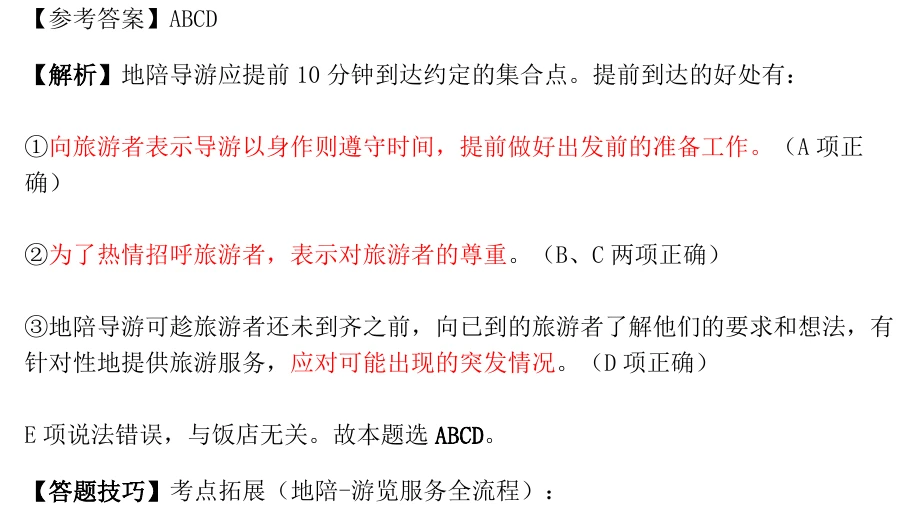 【参考答案】ABCD
【解析】地陪导游应提前 10 分钟到达约定的集合点。提前到达的好处有：
①向旅游者表示导游以身作则遵守时间，提前做好出发前的准备工作。（A 项正
确）
②为了热情招呼旅游者，表示对旅游者的尊重。（B、C 两项正确）
③地陪导游可趁旅游者还未到齐之前，向已到的旅游者了解他们的要求和想法，有
针对性地提供旅游服务，应对可能出现的突发情况。（D 项正确）
E 项说法错误，与饭店无关。故本题选 ABCD。
【答题技巧】考点拓展（地陪-游览服务全流程）：